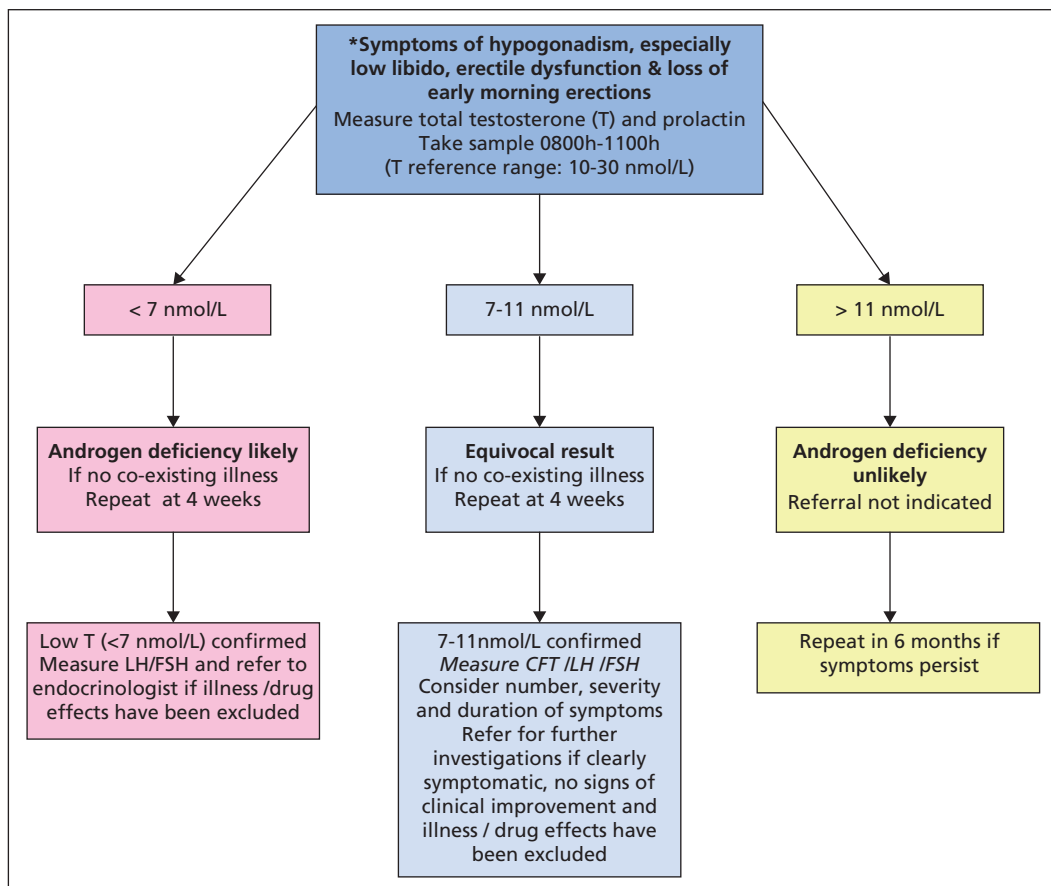 *Symptoms of hypogonadism, especially
low libido, erectile dysfunction & loss of
early morning erections
Measure total testosterone (T) and prolactin
Take sample 0800h-1100h
(T reference range: 10-30 nmol/L)
< 7 nmol/L
7-11 nmol/L
> 11 nmol/L
Androgen deficiency likely
If no co-existing illness
Repeat at 4 weeks
Equivocal result
If no co-existing illness
Repeat at 4 weeks
Androgen deficiency
unlikely
Referral not indicated
Low T (<7 nmol/L) confirmed
Measure LH/FSH and refer to
endocrinologist if illness /drug
effects have been excluded
7-11nmol/L confirmed
Measure CFT /LH /FSH
Consider number, severity
and duration of symptoms
Refer for further
investigations if clearly
symptomatic, no signs of
clinical improvement and
illness / drug effects have
been excluded
Repeat in 6 months if
symptoms persist